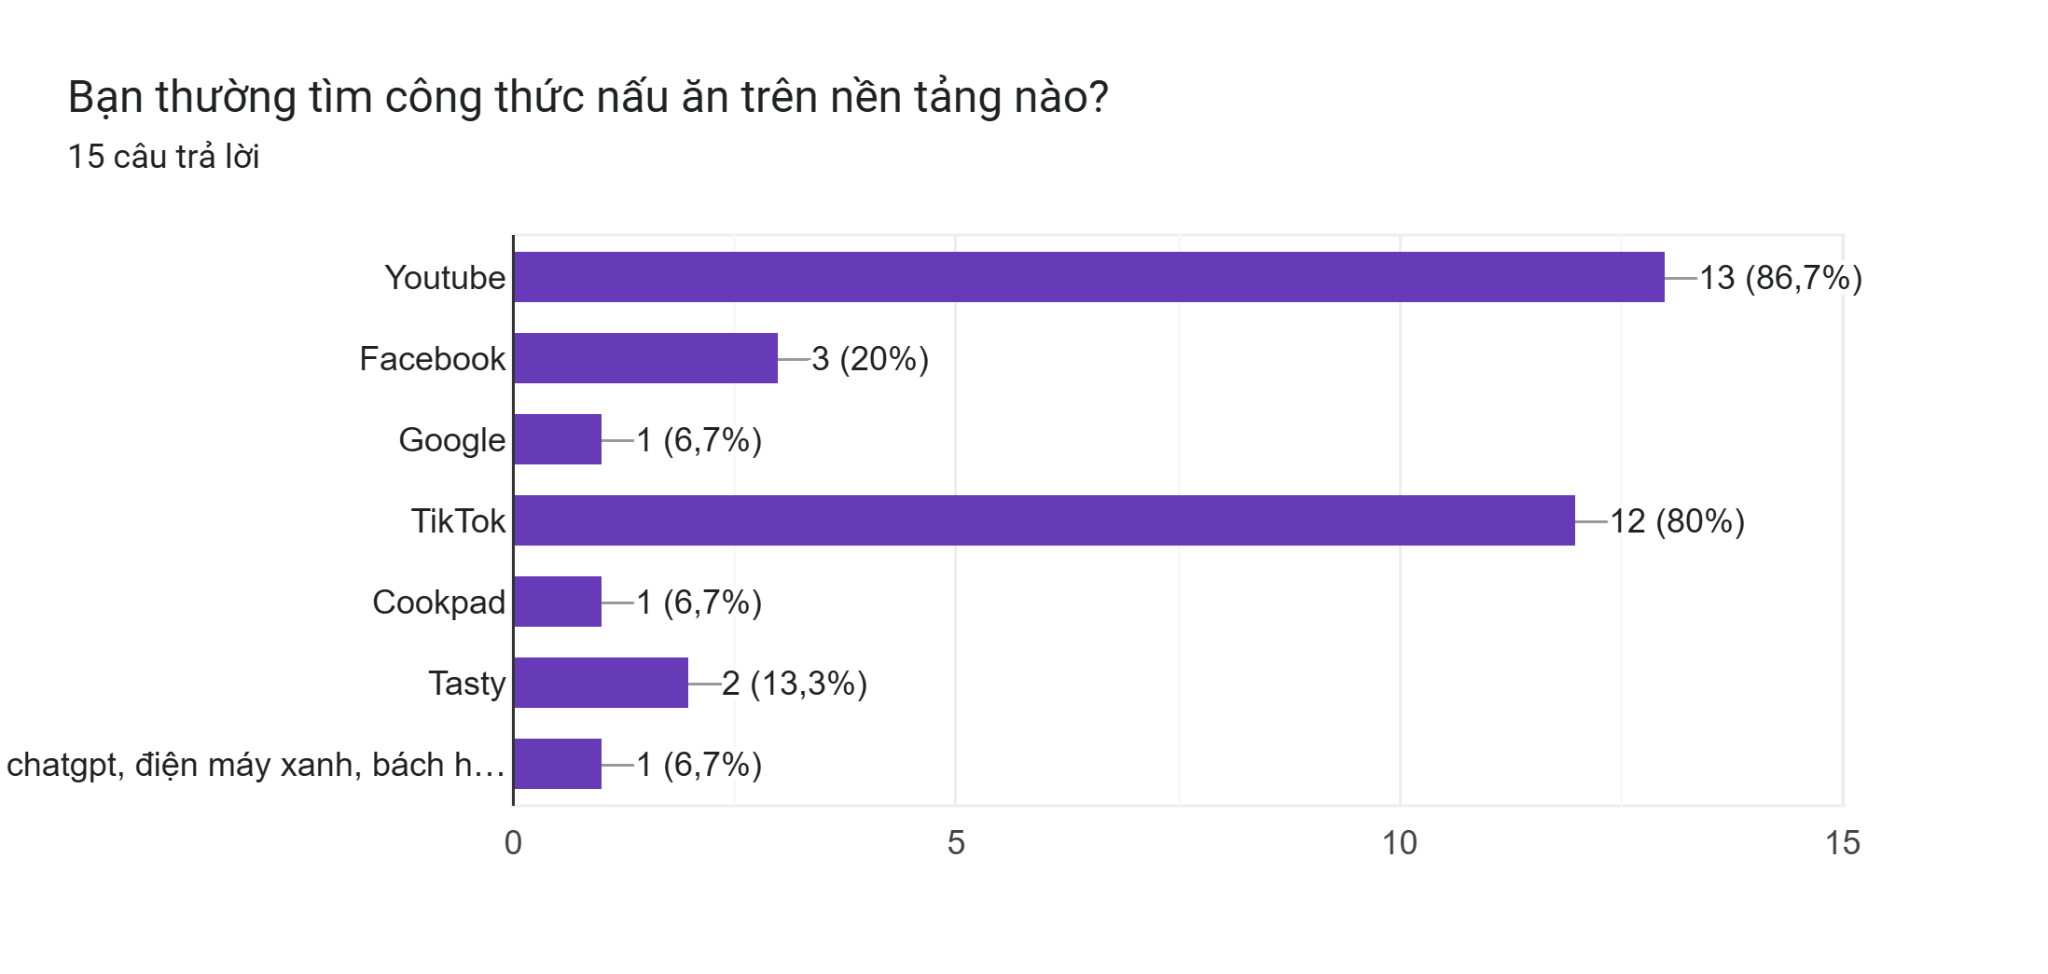 Bạn thường tìm công thức nấu ăn trên nền tảng nào?
15 câu trả lời
Youtube 13 (86,7%)
Facebook 3 (20%)
Google 1 (6,7%)
TikTok 12 (80%)
Cookpad 1 (6,7%)
Tasty 2 (13,3%)
chatgpt, điện máy xanh, bách h… 1 (6,7%)
0 5 10 15